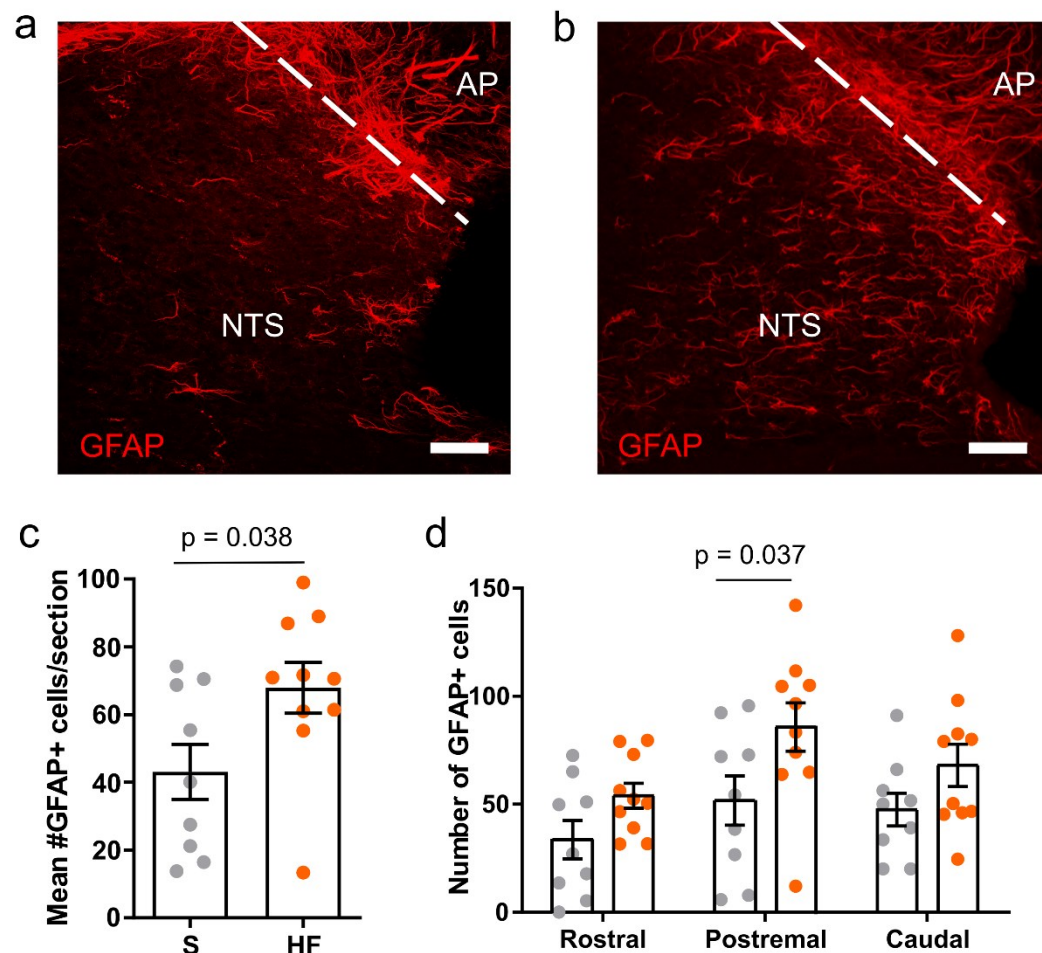 a
AP
NTS
GFAP
b
AP
NTS
GFAP
c
p = 0.038
Mean #GFAP+ cells/section
100
80
60
40
20
0
S
HF
d
p = 0.037
Number of GFAP+ cells
150
100
50
0
Rostral
Postremal
Caudal